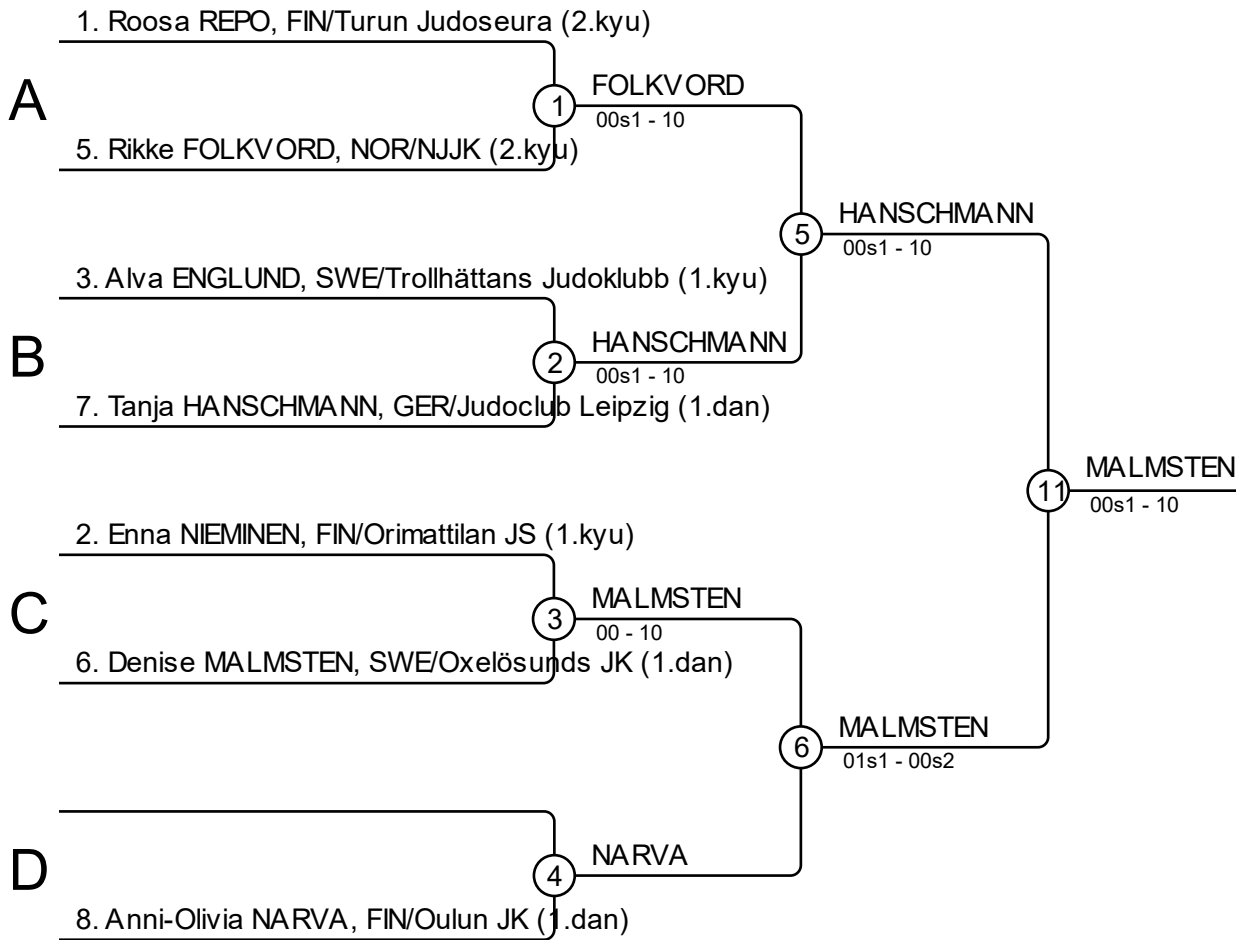 1. Roosa REPO, FIN/Turun Judoseura (2.kyu)
A
1
FOLKVORD
00s1 - 10
5. Rikke FOLKVORD, NOR/NJJK (2.kyu)
5
HANSCHMANN
00s1 - 10
3. Alva ENGLUND, SWE/Trollhättans Judoklubb (1.kyu)
B
2
HANSCHMANN
00s1 - 10
7. Tanja HANSCHMANN, GER/Judoclub Leipzig (1.dan)
11
MALMSTEN
00s1 - 10
2. Enna NIEMINEN, FIN/Orimattilan JS (1.kyu)
C
3
MALMSTEN
00 - 10
6. Denise MALMSTEN, SWE/Oxelösunds JK (1.dan)
6
MALMSTEN
01s1 - 00s2
D
4
NARVA
8. Anni-Olivia NARVA, FIN/Oulun JK (1.dan)